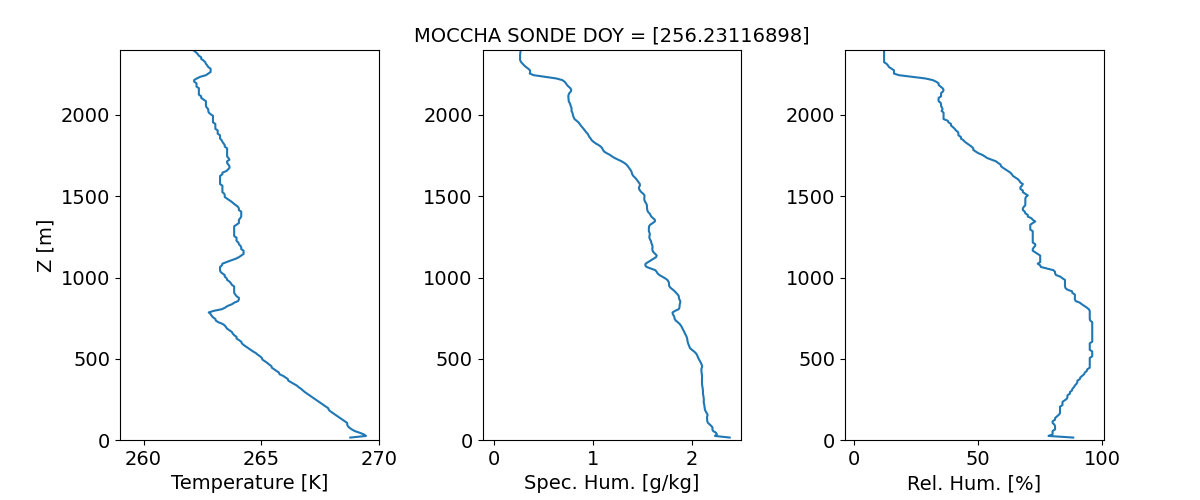 MOCCHA SONDE DOY = [256.23116898]
2000
1500
1000
500
0
Z [m]
260 265 270
Temperature [K]
2000
1500
1000
500
0
0 1 2
Spec. Hum. [g/kg]
2000
1500
1000
500
0
0 50 100
Rel. Hum. [%]